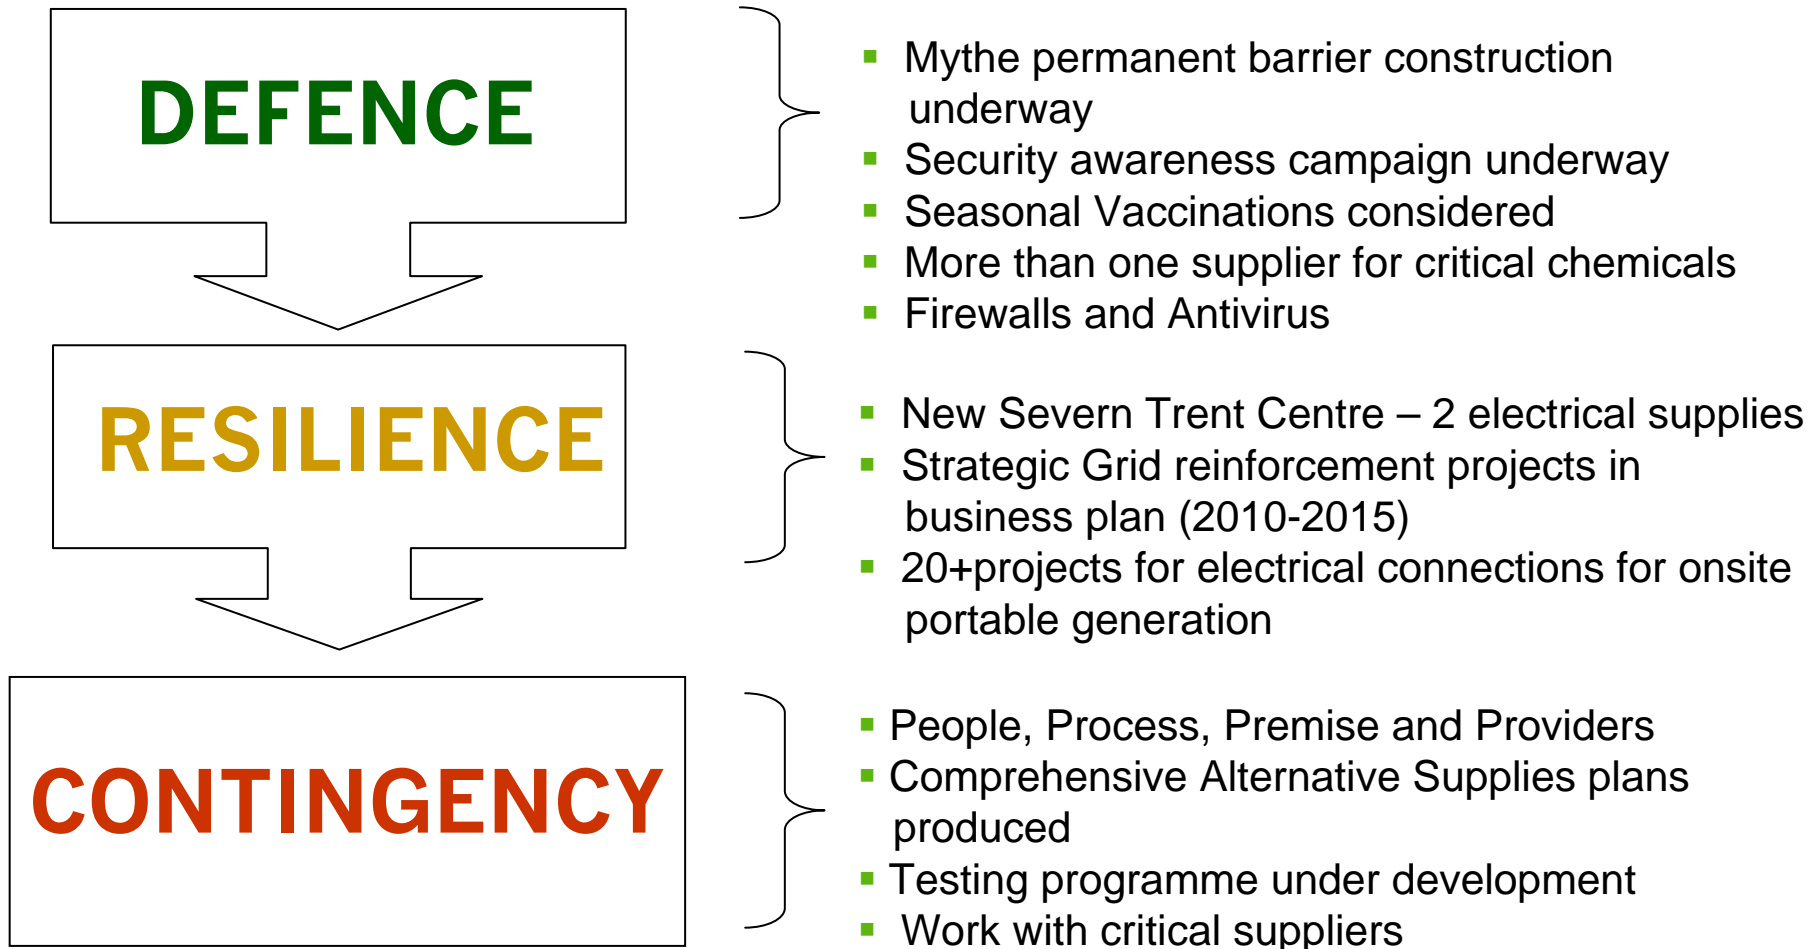 DEFENCE
▪ Mythe permanent barrier construction
underway
▪ Security awareness campaign underway
▪ Seasonal Vaccinations considered
▪ More than one supplier for critical chemicals
▪ Firewalls and Antivirus
RESILIENCE
▪ New Severn Trent Centre – 2 electrical supplies
▪ Strategic Grid reinforcement projects in
business plan (2010-2015)
▪ 20+projects for electrical connections for onsite
portable generation
CONTINGENCY
▪ People, Process, Premise and Providers
▪ Comprehensive Alternative Supplies plans
produced
▪ Testing programme under development
▪ Work with critical suppliers